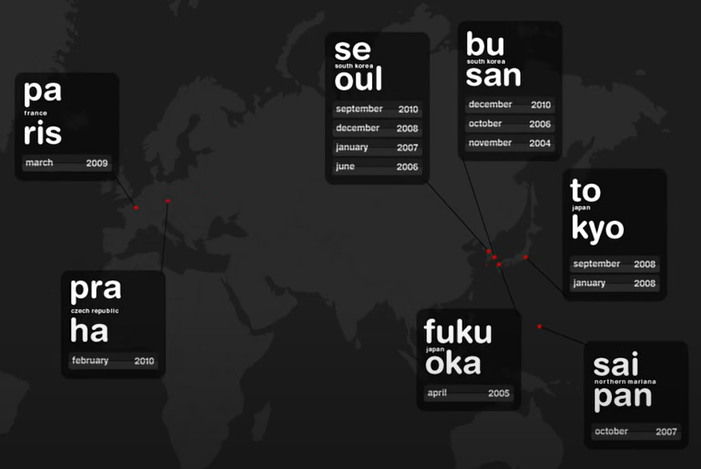 pa
france
ris
march 2009
se
south korea
oul
september 2010
december 2008
january 2007
june 2006
bu
south korea
san
december 2010
october 2006
november 2004
to
japan
kyo
september 2008
january 2008
pra
czech republic
ha
february 2010
fuku
japan
oka
april 2005
sai
northern mariana
pan
october 2007